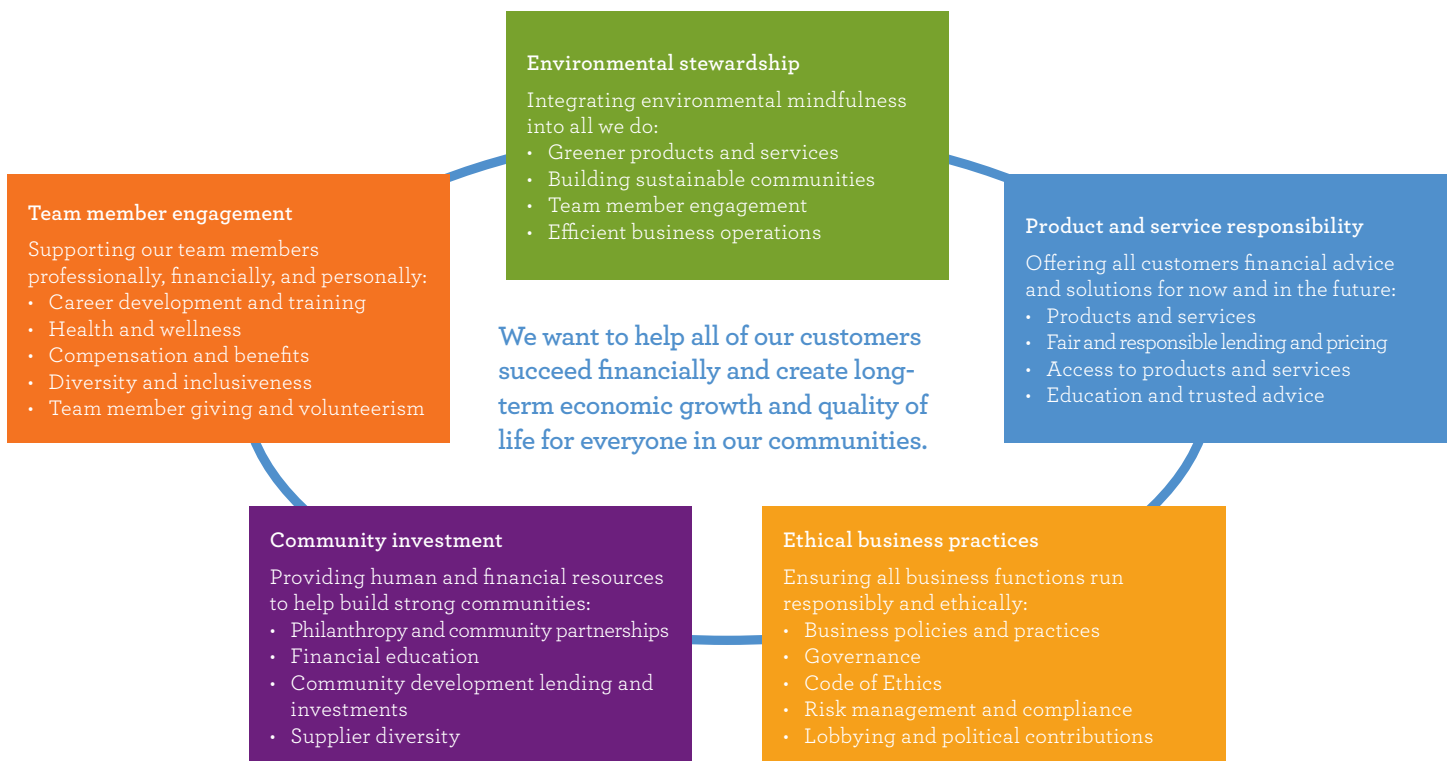 Environmental stewardship
Integrating environmental mindfulness
into all we do:
• Greener products and services
• Building sustainable communities
• Team member engagement
• Efficient business operations
Team member engagement
Supporting our team members
professionally, financially, and personally:
• Career development and training
• Health and wellness
• Compensation and benefits
• Diversity and inclusiveness
• Team member giving and volunteerism
Product and service responsibility
Offering all customers financial advice
and solutions for now and in the future:
• Products and services
• Fair and responsible lending and pricing
• Access to products and services
• Education and trusted advice
We want to help all of our customers
succeed financially and create long-
term economic growth and quality of
life for everyone in our communities.
Community investment
Providing human and financial resources
to help build strong communities:
• Philanthropy and community partnerships
• Financial education
• Community development lending and
investments
• Supplier diversity
Ethical business practices
Ensuring all business functions run
responsibly and ethically:
• Business policies and practices
• Governance
• Code of Ethics
• Risk management and compliance
• Lobbying and political contributions